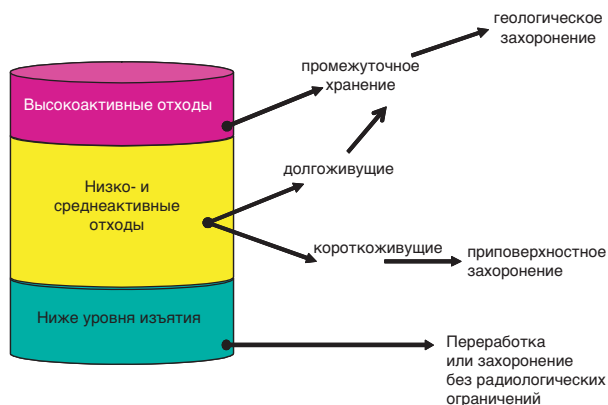 геологическое
захоронение
промежуточное
хранение
Высокоактивные отходы
долгоживущие
Низко- и
среднеактивные
отходы
короткоживущие
приповерхностное
захоронение
Ниже уровня изъятия
Переработка
или захоронение
без радиологических
ограничений